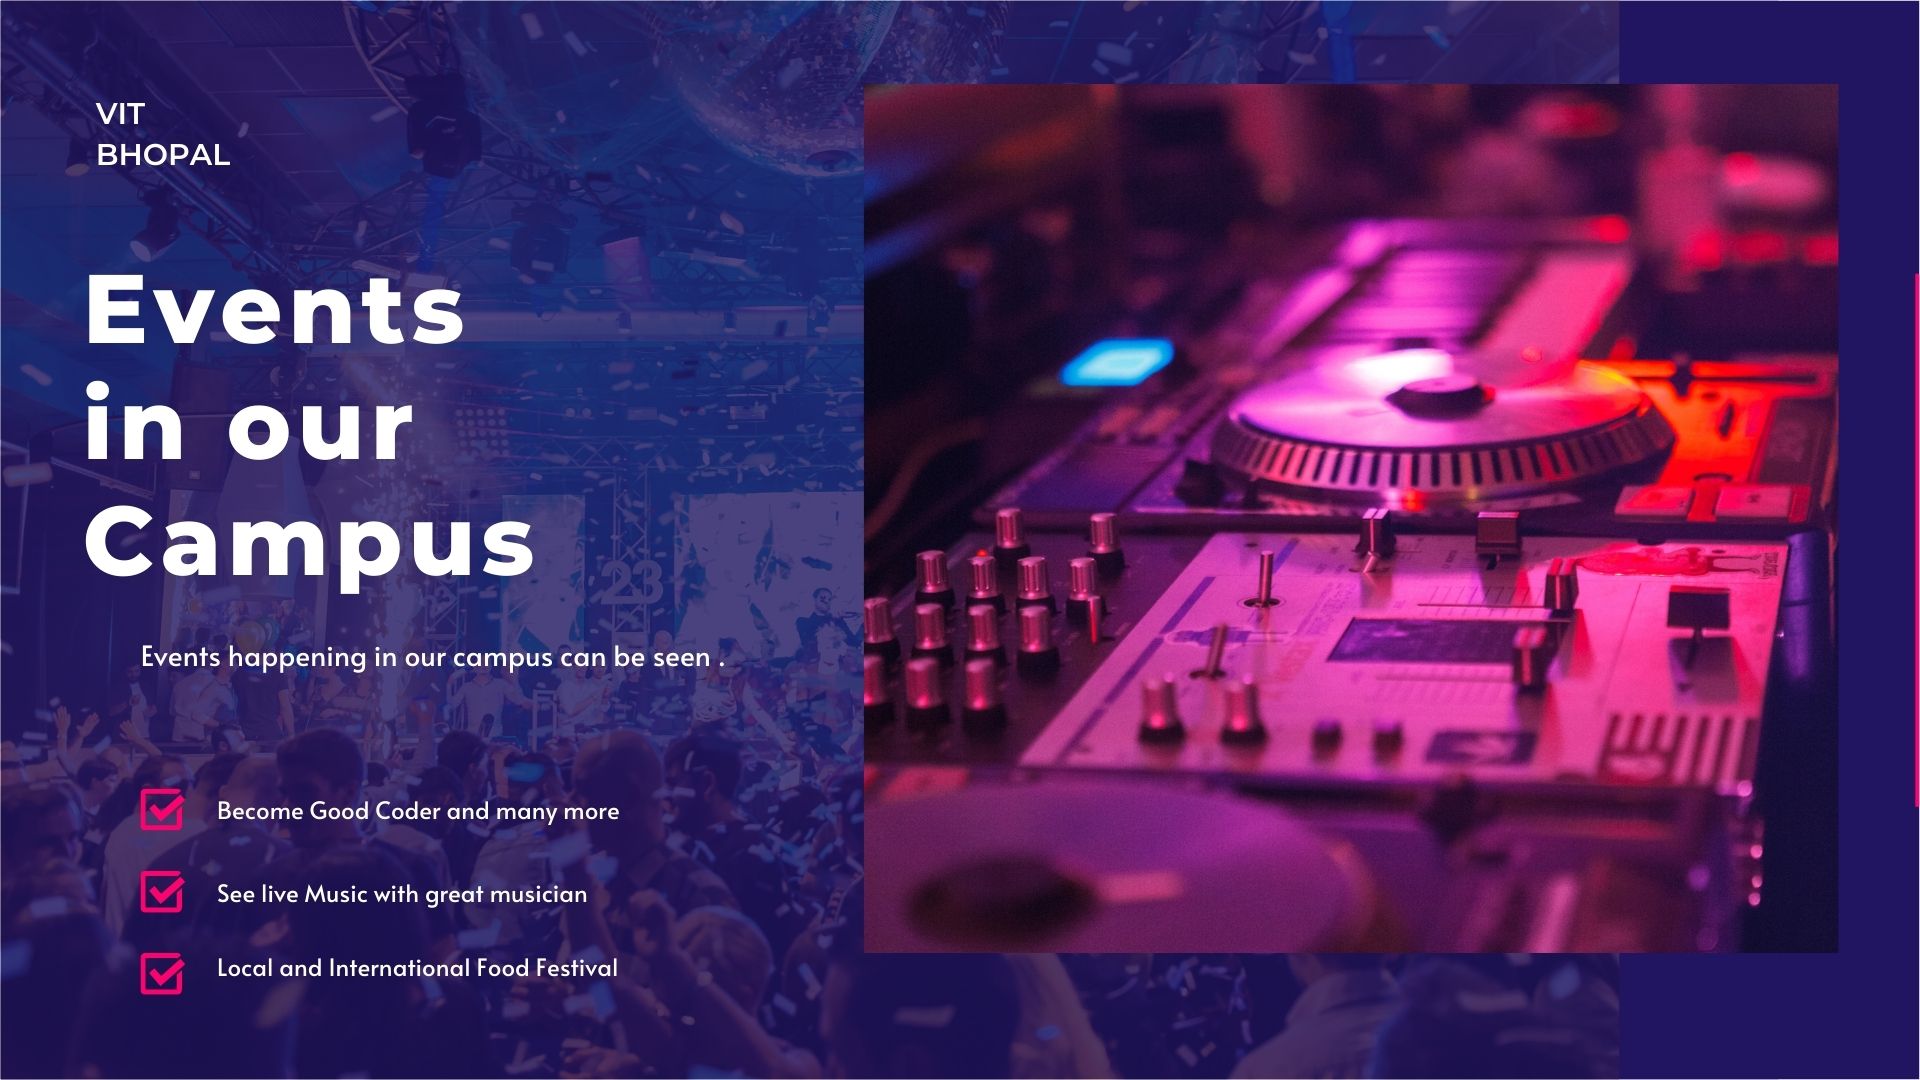 VIT
BHOPAL
Events
in our
Campus
23
Events happening in our campus can be seen .
Become Good Coder and many more
See live Music with great musician
Local and International Food Festival